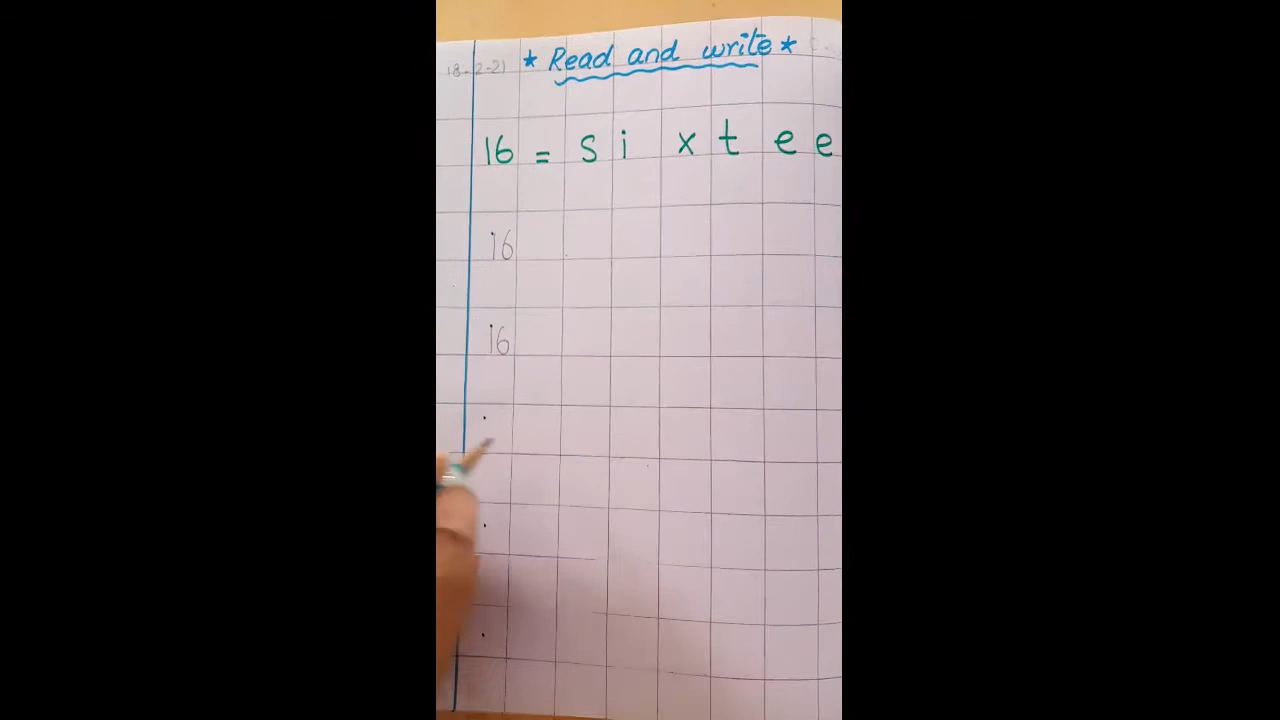 18-2-21 * Read and write *
16 = s i x t e e
16
16